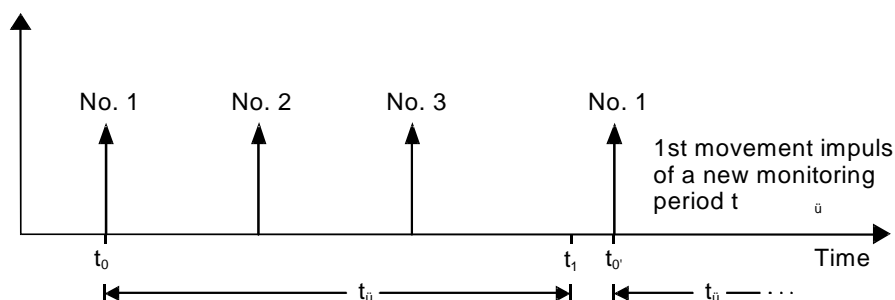 No. 1 No. 2 No. 3 No. 1
1st movement impuls
of a new monitoring
period t ü
t0 t1 t0' Time
tü tü · · ·